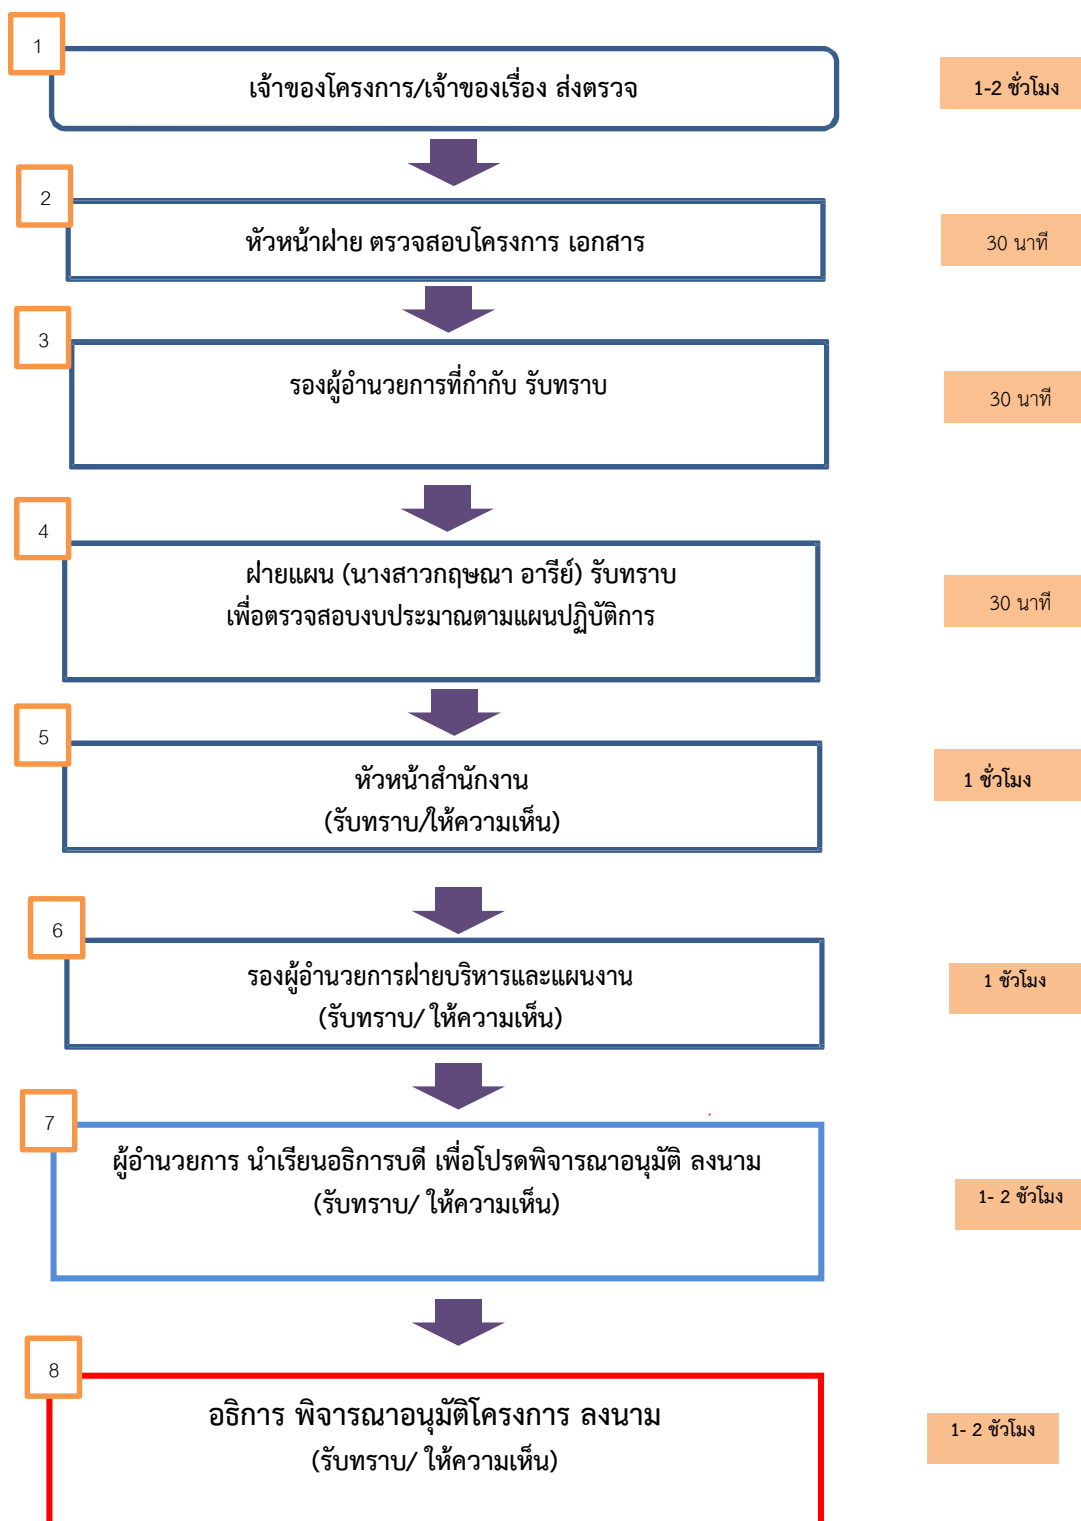 1
เจ้าของโครงการ/เจ้าของเรื่อง ส่งตรวจ
1-2 ชั่วโมง
2
หัวหน้าฝ่าย ตรวจสอบโครงการ เอกสาร
30 นาที
3
รองผู้อำนวยการที่กำกับ รับทราบ
30 นาที
4
ฝ่ายแผน (นางสาวกฤษณา อารีย์) รับทราบ
เพื่อตรวจสอบงบประมาณตามแผนปฏิบัติการ
30 นาที
5
หัวหน้าสำนักงาน
(รับทราบ/ให้ความเห็น)
1 ชั่วโมง
6
รองผู้อำนวยการฝ่ายบริหารและแผนงาน
(รับทราบ/ ให้ความเห็น)
1 ชัวโมง
7
ผู้อำนวยการ นำเรียนอธิการบดี เพื่อโปรดพิจารณาอนุมัติ ลงนาม
(รับทราบ/ ให้ความเห็น)
1- 2 ชัวโมง
8
อธิการ พิจารณาอนุมัติโครงการ ลงนาม
(รับทราบ/ ให้ความเห็น)
1- 2 ชัวโมง